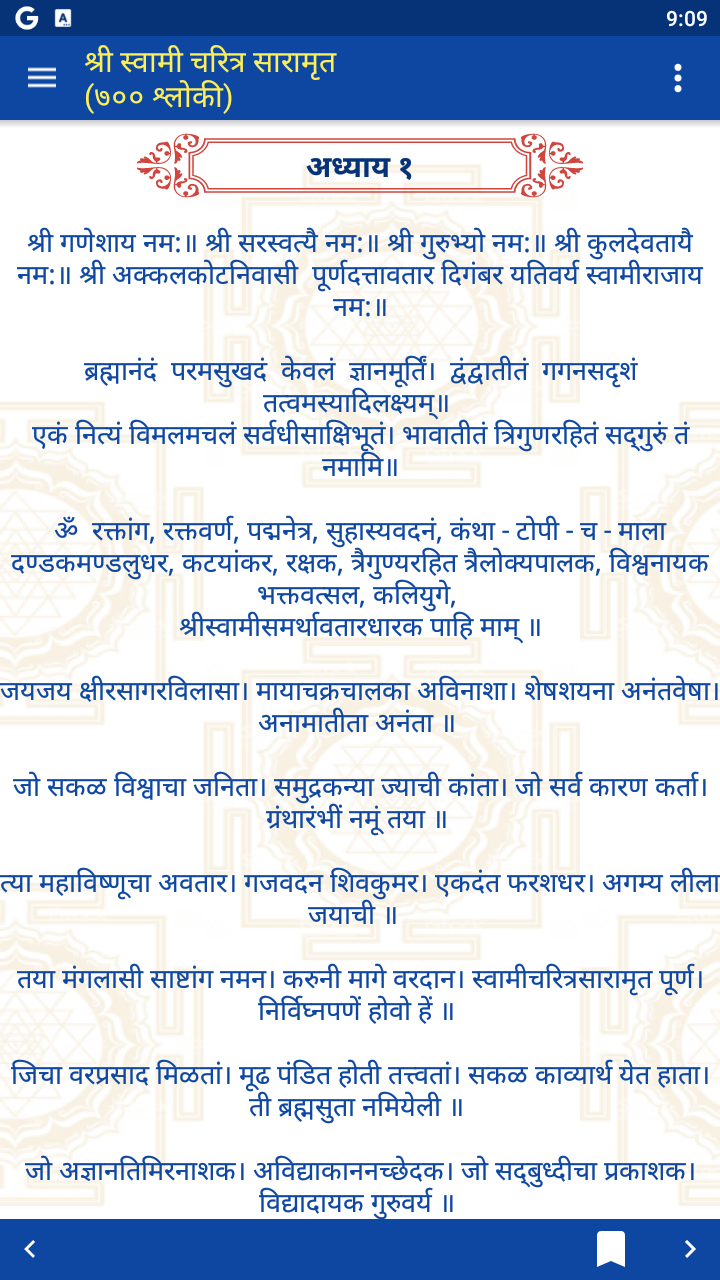 9:09
श्री स्वामी चरित्र सारामृत
(७०० श्लोकी)
अध्याय १
श्री गणेशाय नम:॥ श्री सरस्वत्यै नम:॥ श्री गुरुभ्यो नम:॥ श्री कुलदेवतायै
नम:॥ श्री अक्कलकोटनिवासी पूर्णदत्तावतार दिगंबर यतिवर्य स्वामीराजाय
नम:॥
ब्रह्मानंदं परमसुखदं केवलं ज्ञानमूर्तिं। द्वंद्वातीतं गगनसदृशं
तत्वमस्यादिलक्ष्यम्॥
एकं नित्यं विमलमचलं सर्वधीसाक्षिभूतं। भावातीतं त्रिगुणरहितं सद्‌गुरुं तं
नमामि॥
ॐ रक्तांग, रक्तवर्ण, पद्मनेत्र, सुहास्यवदनं, कंथा - टोपी - च - माला
दण्डकमण्डलुधर, कटयांकर, रक्षक, त्रैगुण्यरहित त्रैलोक्यपालक, विश्वनायक
भक्तवत्सल, कलियुगे,
श्रीस्वामीसमर्थावतारधारक पाहि माम् ॥
जयजय क्षीरसागरविलासा। मायाचक्रचालका अविनाशा। शेषशयना अनंतवेषा।
अनामातीता अनंता ॥
जो सकळ विश्वाचा जनिता। समुद्रकन्या ज्याची कांता। जो सर्व कारण कर्ता।
ग्रंथारंभीं नमूं तया ॥
त्या महाविष्णूचा अवतार। गजवदन शिवकुमर। एकदंत फरशधर। अगम्य लीला
जयाची ॥
तया मंगलासी साष्टांग नमन। करुनी मागे वरदान। स्वामीचरित्रसारामृत पूर्ण।
निर्विघ्नपणें होवो हें ॥
जिचा वरप्रसाद मिळतां। मूढ पंडित होती तत्त्वतां। सकळ काव्यार्थ येत हाता।
ती ब्रह्मसुता नमियेली ॥
जो अज्ञानतिमिरनाशक। अविद्याकाननच्छेदक। जो सद्‌बुध्दीचा प्रकाशक।
विद्यादायक गुरुवर्य ॥